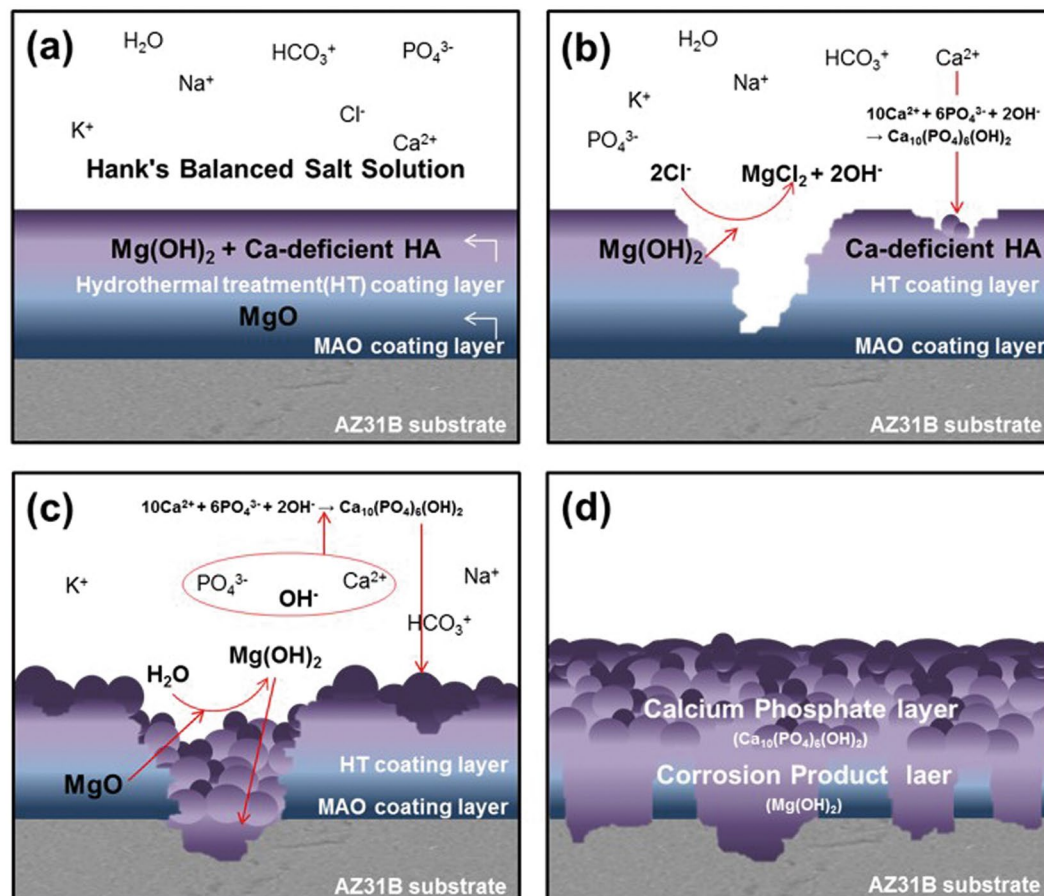 (a)
H₂O
HCO₃⁺
PO₄³⁻
Na⁺
Cl⁻
K⁺
Ca²⁺
Hank's Balanced Salt Solution
Mg(OH)₂ + Ca-deficient HA
Hydrothermal treatment(HT) coating layer
MgO
MAO coating layer
AZ31B substrate
(b)
H₂O
HCO₃⁺
Ca²⁺
Na⁺
K⁺
10Ca²⁺ + 6PO₄³⁻ + 2OH⁻
→ Ca₁₀(PO₄)₆(OH)₂
PO₄³⁻
2Cl⁻
MgCl₂ + 2OH⁻
Mg(OH)₂
Ca-deficient HA
HT coating layer
MAO coating layer
AZ31B substrate
(c)
10Ca²⁺ + 6PO₄³⁻ + 2OH⁻ → Ca₁₀(PO₄)₆(OH)₂
K⁺
PO₄³⁻
Ca²⁺
Na⁺
OH⁻
HCO₃⁺
H₂O
Mg(OH)₂
MgO
HT coating layer
MAO coating layer
AZ31B substrate
(d)
Calcium Phosphate layer
(Ca₁₀(PO₄)₆(OH)₂)
Corrosion Product laer
(Mg(OH)₂)
AZ31B substrate